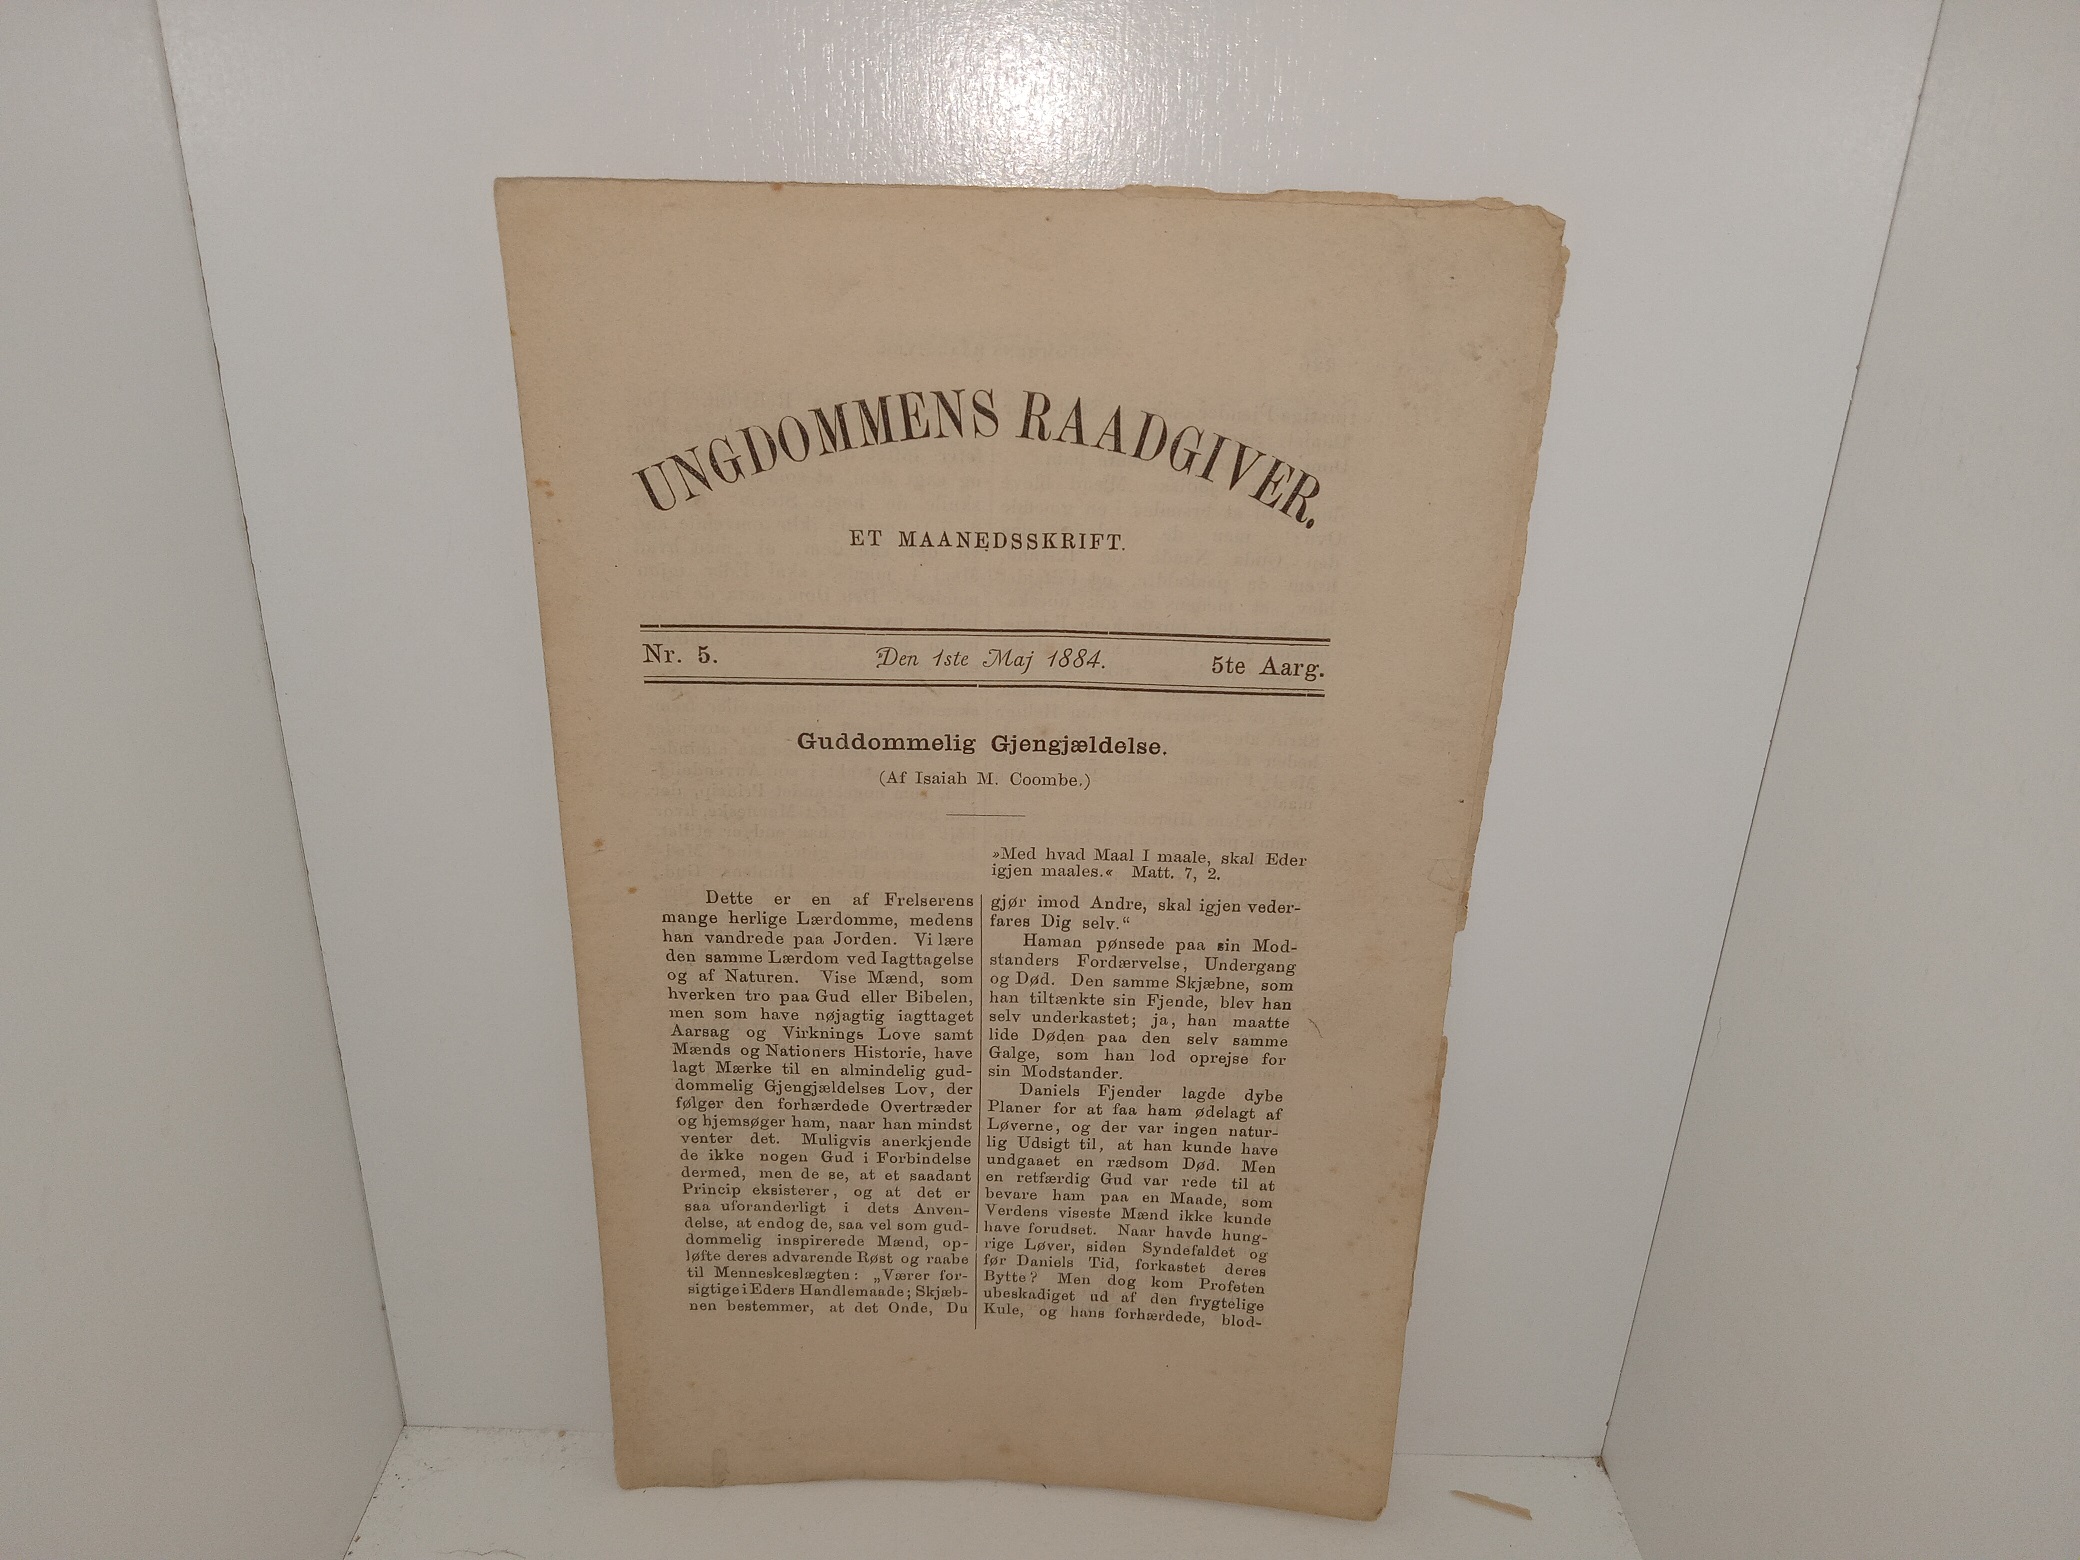 UNGDOMMENS RAADGIVER.
ET MAANEDSSKRIFT.
Nr. 5. Den 1ste Maj 1884. 5te Aarg.
Guddommelig Gjengjældelse.
(Af Isaiah M. Coombe.)
»Med hvad Maal I maale, skal Eder
igjen maales.« Matt. 7, 2.
Dette er en af Frelserens
mange herlige Lærdomme, medens
han vandrede paa Jorden. Vi lære
den samme Lærdom ved Iagttagelse
og af Naturen. Vise Mænd, som
hverken tro paa Gud eller Bibelen,
men som have nøjagtig iagttaget
Aarsag og Virknings Love samt
Mænds og Nationers Historie, have
lagt Mærke til en almindelig gud-
dommelig Gjengjældelses Lov, der
følger den forhærdede Overtræder
og hjemsøger ham, naar han mindst
venter det. Muligvis anerkjende
de ikke nogen Gud i Forbindelse
dermed, men de se, at et saadant
Princip eksisterer, og at det er
saa uforanderligt i dets Anven-
delse, at endog de, saa vel som gud-
dommelig inspirerede Mænd, op-
løfte deres advarende Røst og raabe
til Menneskeslægten: „Værer for-
sigtige i Eders Handlemaade; Skjæb-
nen bestemmer, at det Onde, Du
gjør imod Andre, skal igjen veder-
fares Dig selv.“
Haman pønsede paa sin Mod-
standers Fordærvelse, Undergang
og Død. Den samme Skjæbne, som
han tiltænkte sin Fjende, blev han
selv underkastet; ja, han maatte
lide Døden paa den selv samme
Galge, som han lod oprejse for
sin Modstander.
Daniels Fjender lagde dybe
Planer for at faa ham ødelagt af
Løverne, og der var ingen natur-
lig Udsigt til, at han kunde have
undgaaet en rædsom Død. Men
en retfærdig Gud var rede til at
bevare ham paa en Maade, som
Verdens viseste Mænd ikke kunde
have forudset. Naar havde hung-
rige Løver, siden Syndefaldet og
før Daniels Tid, forkastet deres
Bytte? Men dog kom Profeten
ubeskadiget ud af den frygtelige
Kule, og hans forhærdede, blod-